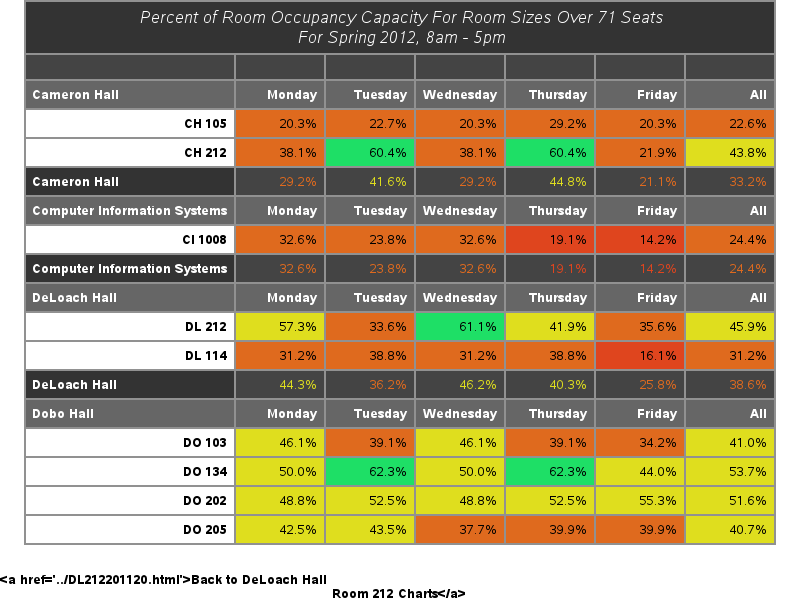 Percent of Room Occupancy Capacity For Room Sizes Over 71 Seats
For Spring 2012, 8am - 5pm
Cameron Hall Monday Tuesday Wednesday Thursday Friday All
CH 105 20.3% 22.7% 20.3% 29.2% 20.3% 22.6%
CH 212 38.1% 60.4% 38.1% 60.4% 21.9% 43.8%
Cameron Hall 29.2% 41.6% 29.2% 44.8% 21.1% 33.2%
Computer Information Systems Monday Tuesday Wednesday Thursday Friday All
CI 1008 32.6% 23.8% 32.6% 19.1% 14.2% 24.4%
Computer Information Systems 32.6% 23.8% 32.6% 19.1% 14.2% 24.4%
DeLoach Hall Monday Tuesday Wednesday Thursday Friday All
DL 212 57.3% 33.6% 61.1% 41.9% 35.6% 45.9%
DL 114 31.2% 38.8% 31.2% 38.8% 16.1% 31.2%
DeLoach Hall 44.3% 36.2% 46.2% 40.3% 25.8% 38.6%
Dobo Hall Monday Tuesday Wednesday Thursday Friday All
DO 103 46.1% 39.1% 46.1% 39.1% 34.2% 41.0%
DO 134 50.0% 62.3% 50.0% 62.3% 44.0% 53.7%
DO 202 48.8% 52.5% 48.8% 52.5% 55.3% 51.6%
DO 205 42.5% 43.5% 37.7% 39.9% 39.9% 40.7%
<a href='../DL212201120.html'>Back to DeLoach Hall
Room 212 Charts</a>